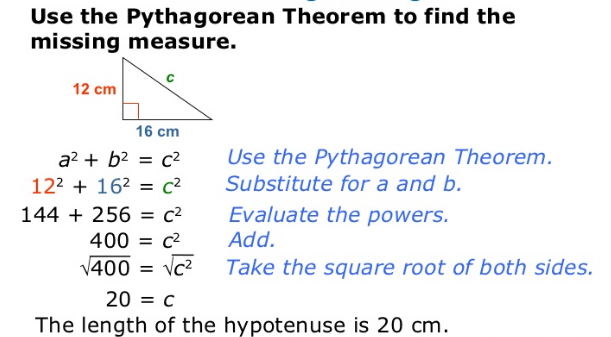 Use the Pythagorean Theorem to find the
missing measure.
c
12 cm
16 cm
a² + b² = c² Use the Pythagorean Theorem.
12² + 16² = c² Substitute for a and b.
144 + 256 = c² Evaluate the powers.
400 = c² Add.
√400 = √c² Take the square root of both sides.
20 = c
The length of the hypotenuse is 20 cm.